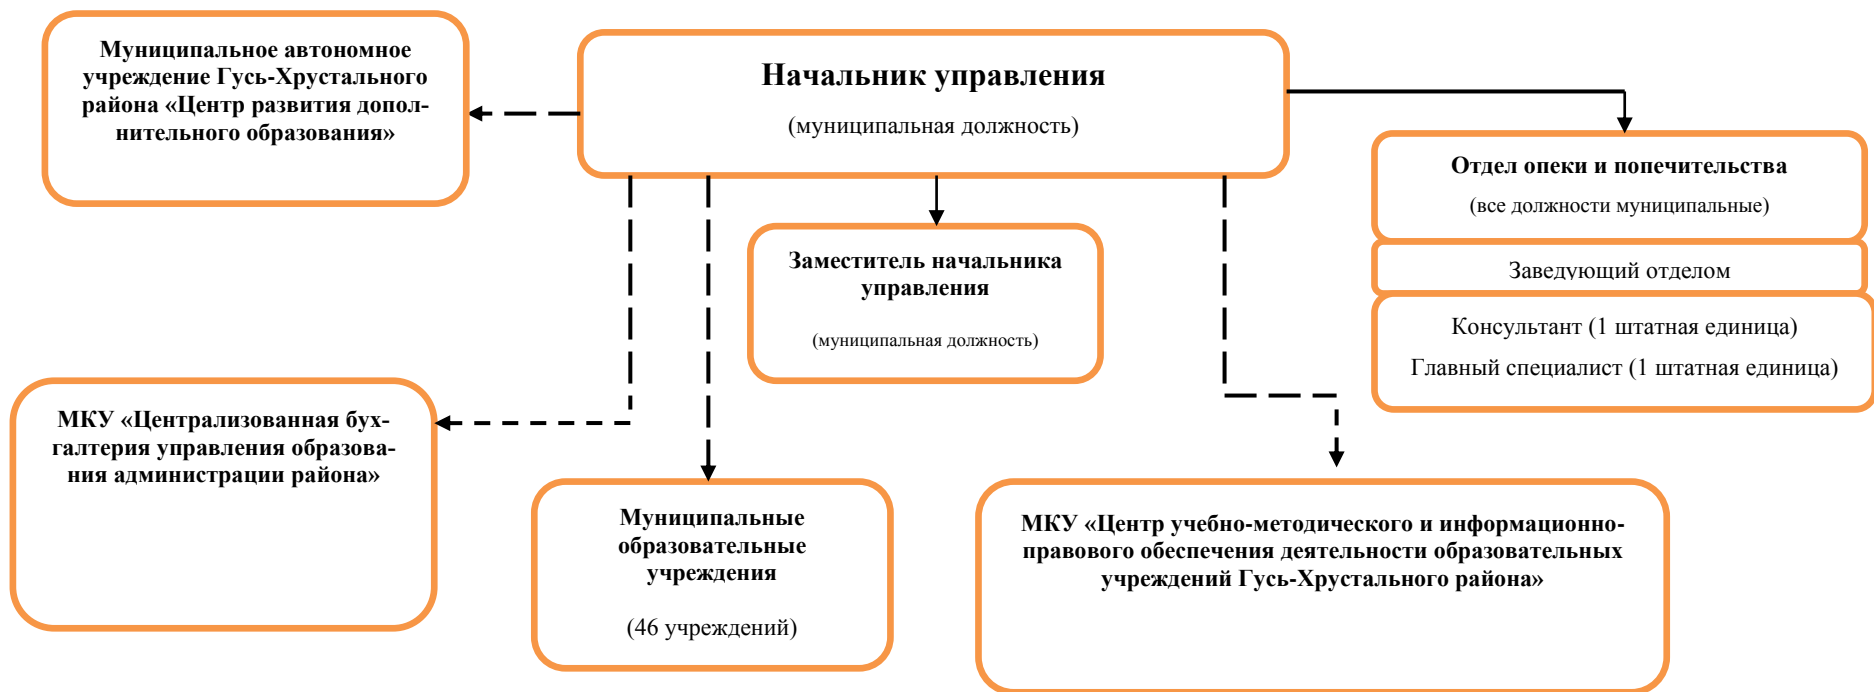 Муниципальное автономное
учреждение Гусь-Хрустального
района «Центр развития допол-
нительного образования»
Начальник управления
(муниципальная должность)
Отдел опеки и попечительства
(все должности муниципальные)
Заведующий отделом
Консультант (1 штатная единица)
Главный специалист (1 штатная единица)
Заместитель начальника
управления
(муниципальная должность)
МКУ «Централизованная бух-
галтерия управления образова-
ния администрации района»
Муниципальные
образовательные
учреждения
(46 учреждений)
МКУ «Центр учебно-методического и информационно-
правового обеспечения деятельности образовательных
учреждений Гусь-Хрустального района»